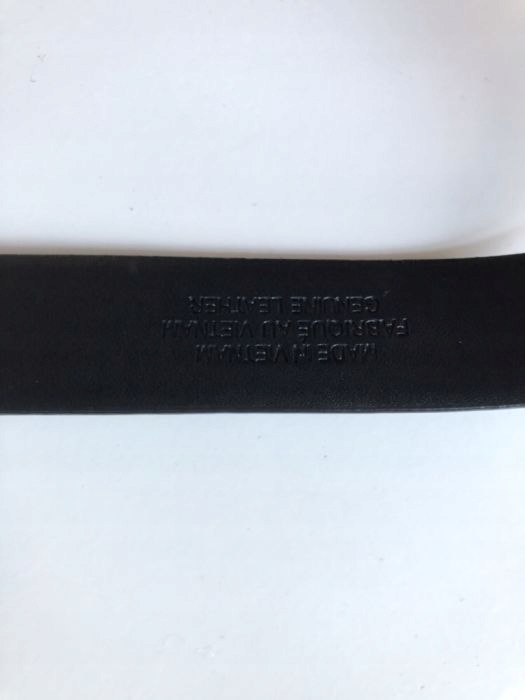 MADE IN VIETNAM
FABRIQUÉ AU VIETNAM
GENUINE LEATHER